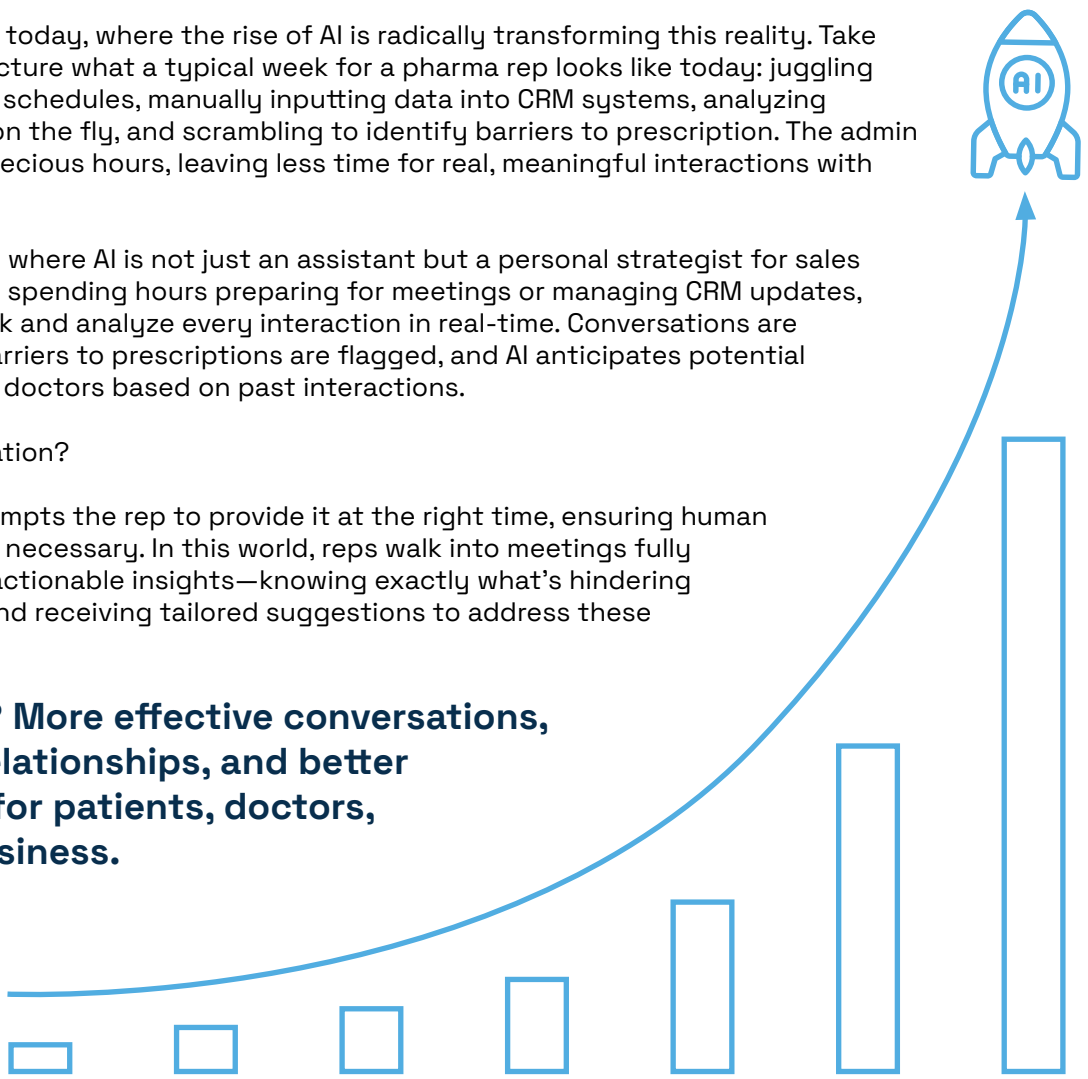 today, where the rise of AI is radically transforming this reality. Take
cture what a typical week for a pharma rep looks like today: juggling
schedules, manually inputting data into CRM systems, analyzing
on the fly, and scrambling to identify barriers to prescription. The admin
ecious hours, leaving less time for real, meaningful interactions with
where AI is not just an assistant but a personal strategist for sales
spending hours preparing for meetings or managing CRM updates,
k and analyze every interaction in real-time. Conversations are
arriers to prescriptions are flagged, and AI anticipates potential
doctors based on past interactions.
ation?
mpts the rep to provide it at the right time, ensuring human
necessary. In this world, reps walk into meetings fully
actionable insights—knowing exactly what’s hindering
nd receiving tailored suggestions to address these
? More effective conversations,
elationships, and better
for patients, doctors,
siness.
AI